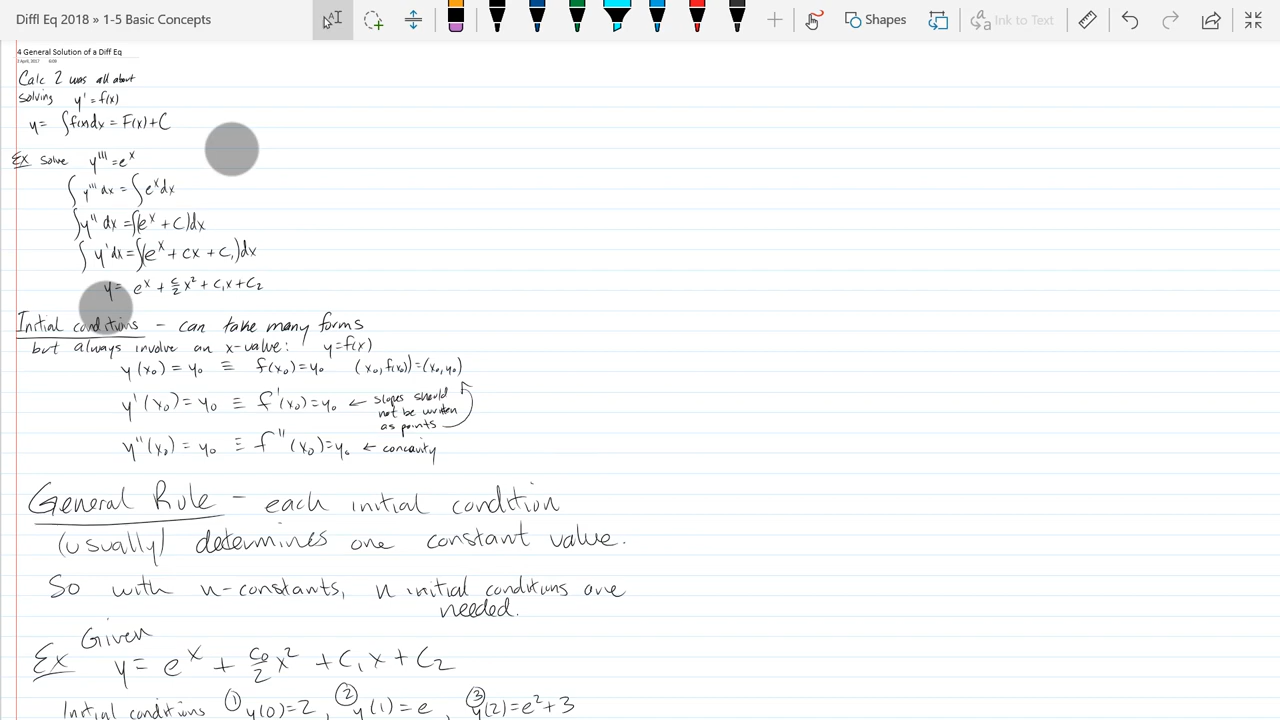 Diffl Eq 2018 » 1-5 Basic Concepts
Shapes
Ink to Text
4 General Solution of a Diff Eq
Calc 2 was all about
solving y' = f(x)
y = ∫f(x)dx = F(x)+C
Ex solve y''' = e^x
∫y''' dx = ∫e^x dx
∫y'' dx = ∫(e^x + C)dx
∫y' dx = ∫(e^x + cx + C₁)dx
y = e^x + c/2 x² + C₁x + C₂
Initial conditions - can take many forms
but always involve an x-value: y=f(x)
y(x₀) = y₀ ≡ f(x₀)=y₀ (x₀, f(x₀))=(x₀,y₀)
y'(x₀) = y₀ ≡ f'(x₀)=y₀ ← slopes should
not be written
as points
y''(x₀) = y₀ ≡ f''(x₀)=y₀ ← concavity
General Rule - each initial condition
(usually) determines one constant value.
So with n-constants, n initial conditions are
needed.
Given
Ex y = e^x + C₀/2 x² + C₁x + C₂
Initial conditions ① y(0)=2, ② y(1)=e, ③ y(2)=e²+3